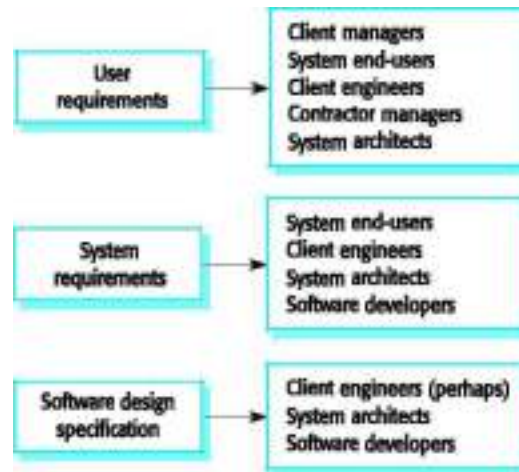 User
requirements
Client managers
System end-users
Client engineers
Contractor managers
System architects
System
requirements
System end-users
Client engineers
System architects
Software developers
Software design
specification
Client engineers (perhaps)
System architects
Software developers